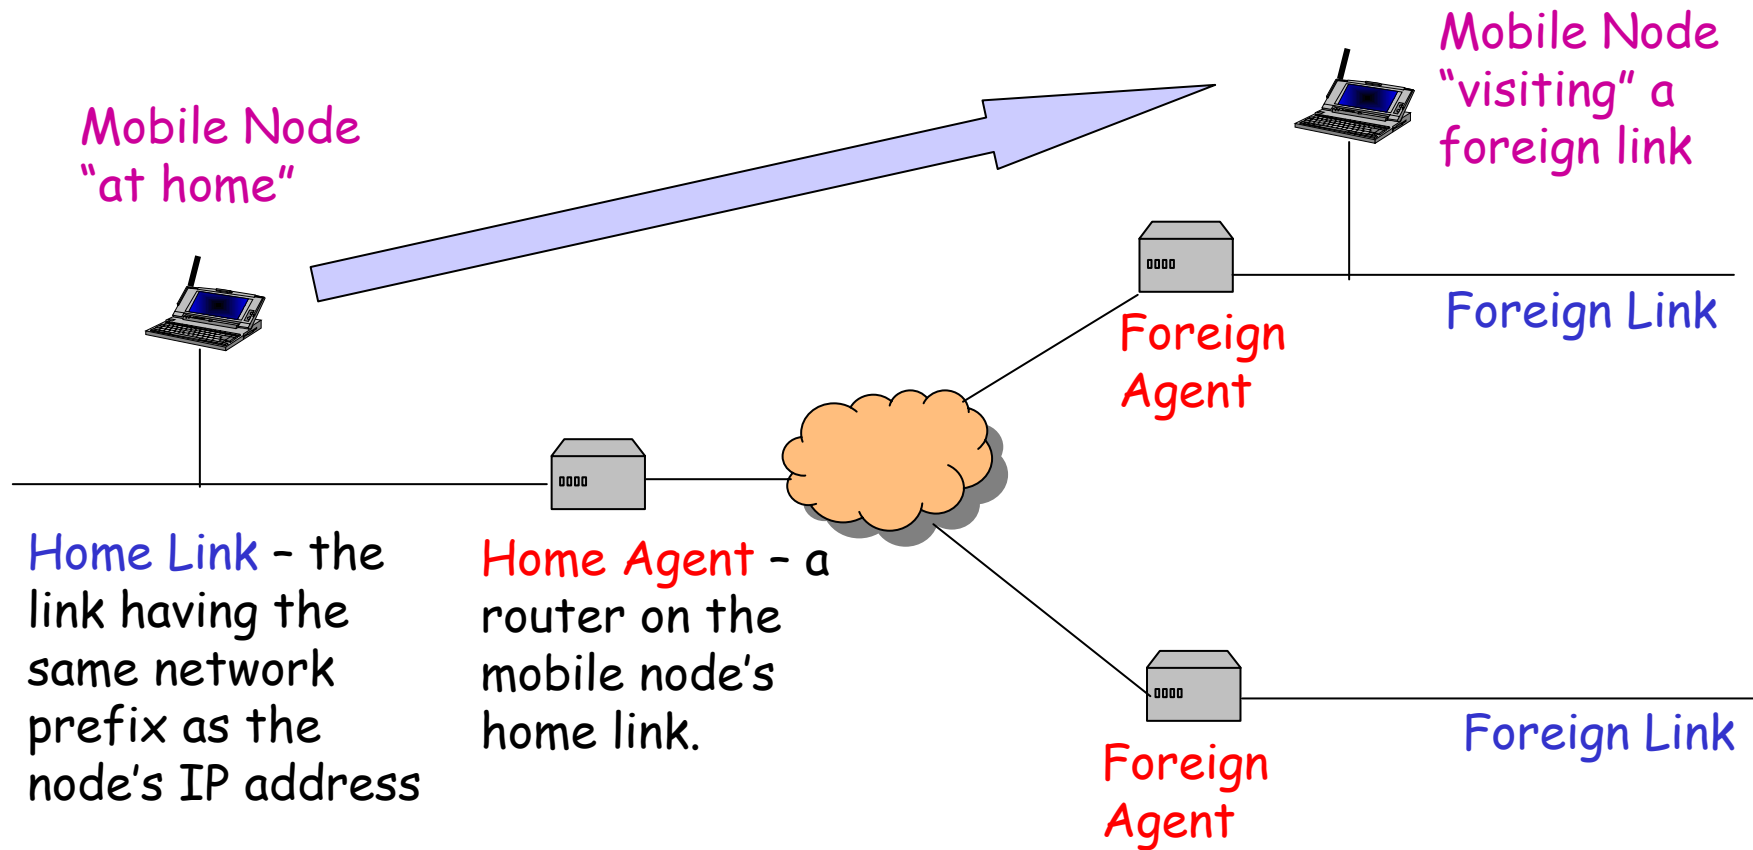 Mobile Node
“at home”
Mobile Node
“visiting” a
foreign link
Foreign Link
Foreign
Agent
Home Link – the
link having the
same network
prefix as the
node’s IP address
Home Agent – a
router on the
mobile node’s
home link.
Foreign Link
Foreign
Agent